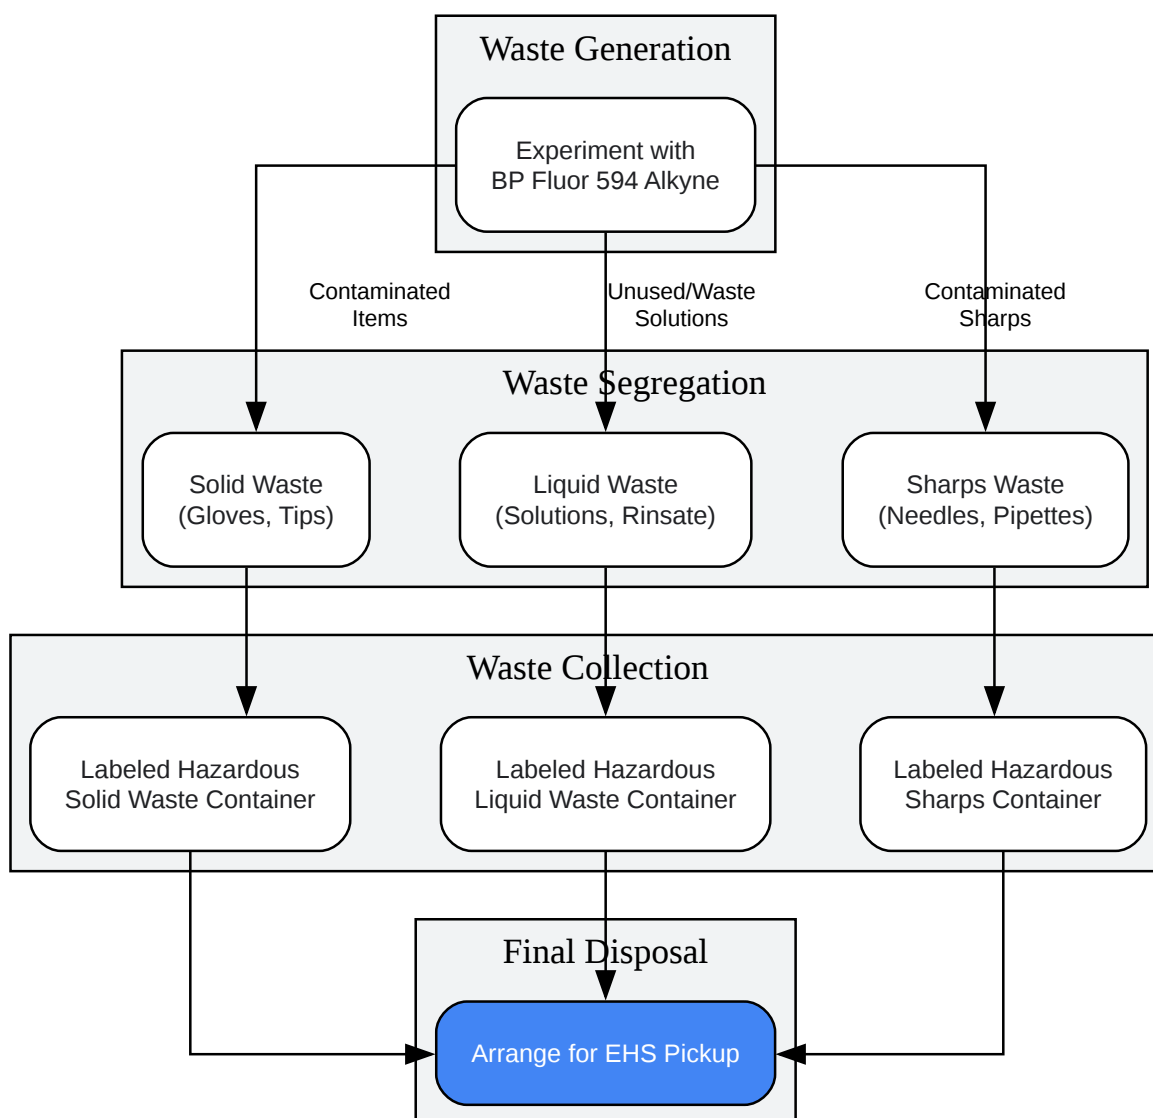 Waste Generation
Experiment with
BP Fluor 594 Alkyne
Contaminated
Items
Unused/Waste
Solutions
Contaminated
Sharps
Waste Segregation
Solid Waste
(Gloves, Tips)
Liquid Waste
(Solutions, Rinsate)
Sharps Waste
(Needles, Pipettes)
Waste Collection
Labeled Hazardous
Solid Waste Container
Labeled Hazardous
Liquid Waste Container
Labeled Hazardous
Sharps Container
Final Disposal
Arrange for EHS Pickup